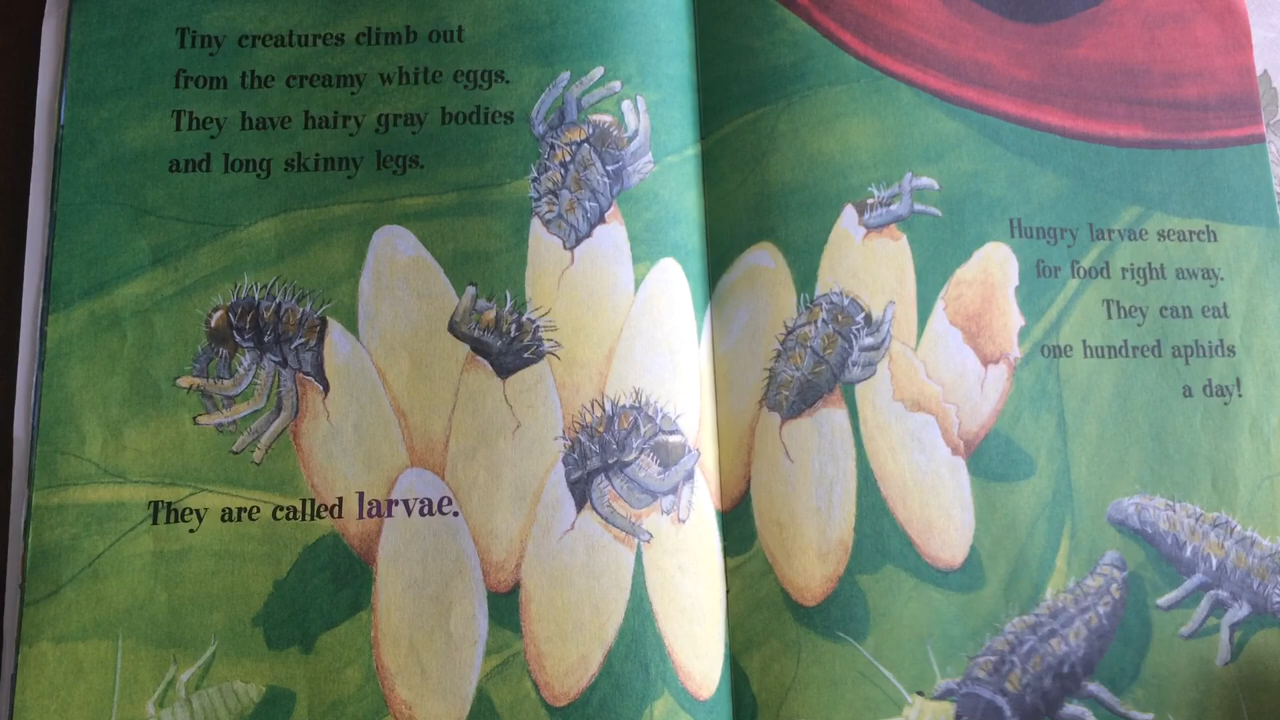 Tiny creatures climb out
from the creamy white eggs.
They have hairy gray bodies
and long skinny legs.
They are called larvae.
Hungry larvae search
for food right away.
They can eat
one hundred aphids
a day!